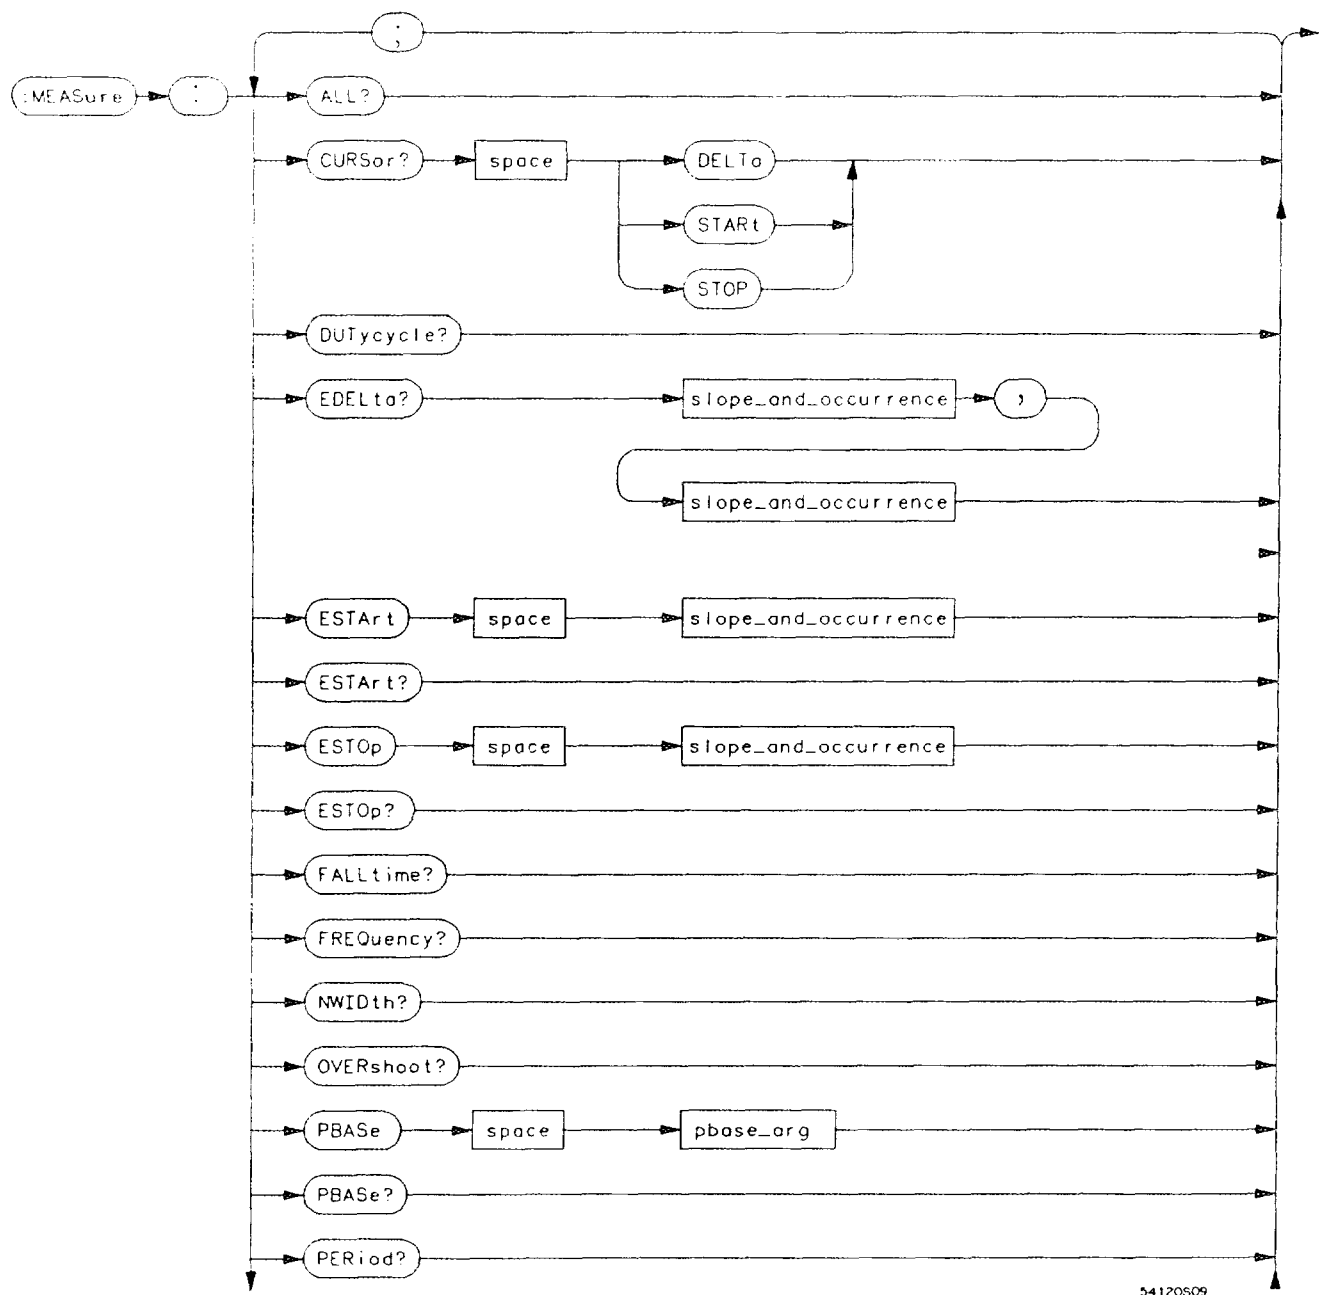 ;
:MEASure :
ALL?
CURSor? space DELTa
STARt
STOP
DUTycycle?
EDELta? slope_and_occurrence ,
slope_and_occurrence
ESTArt space slope_and_occurrence
ESTArt?
ESTOp space slope_and_occurrence
ESTOp?
FALLtime?
FREQuency?
NWIDth?
OVERshoot?
PBASe space pbase_arg
PBASe?
PERiod?
54120S09